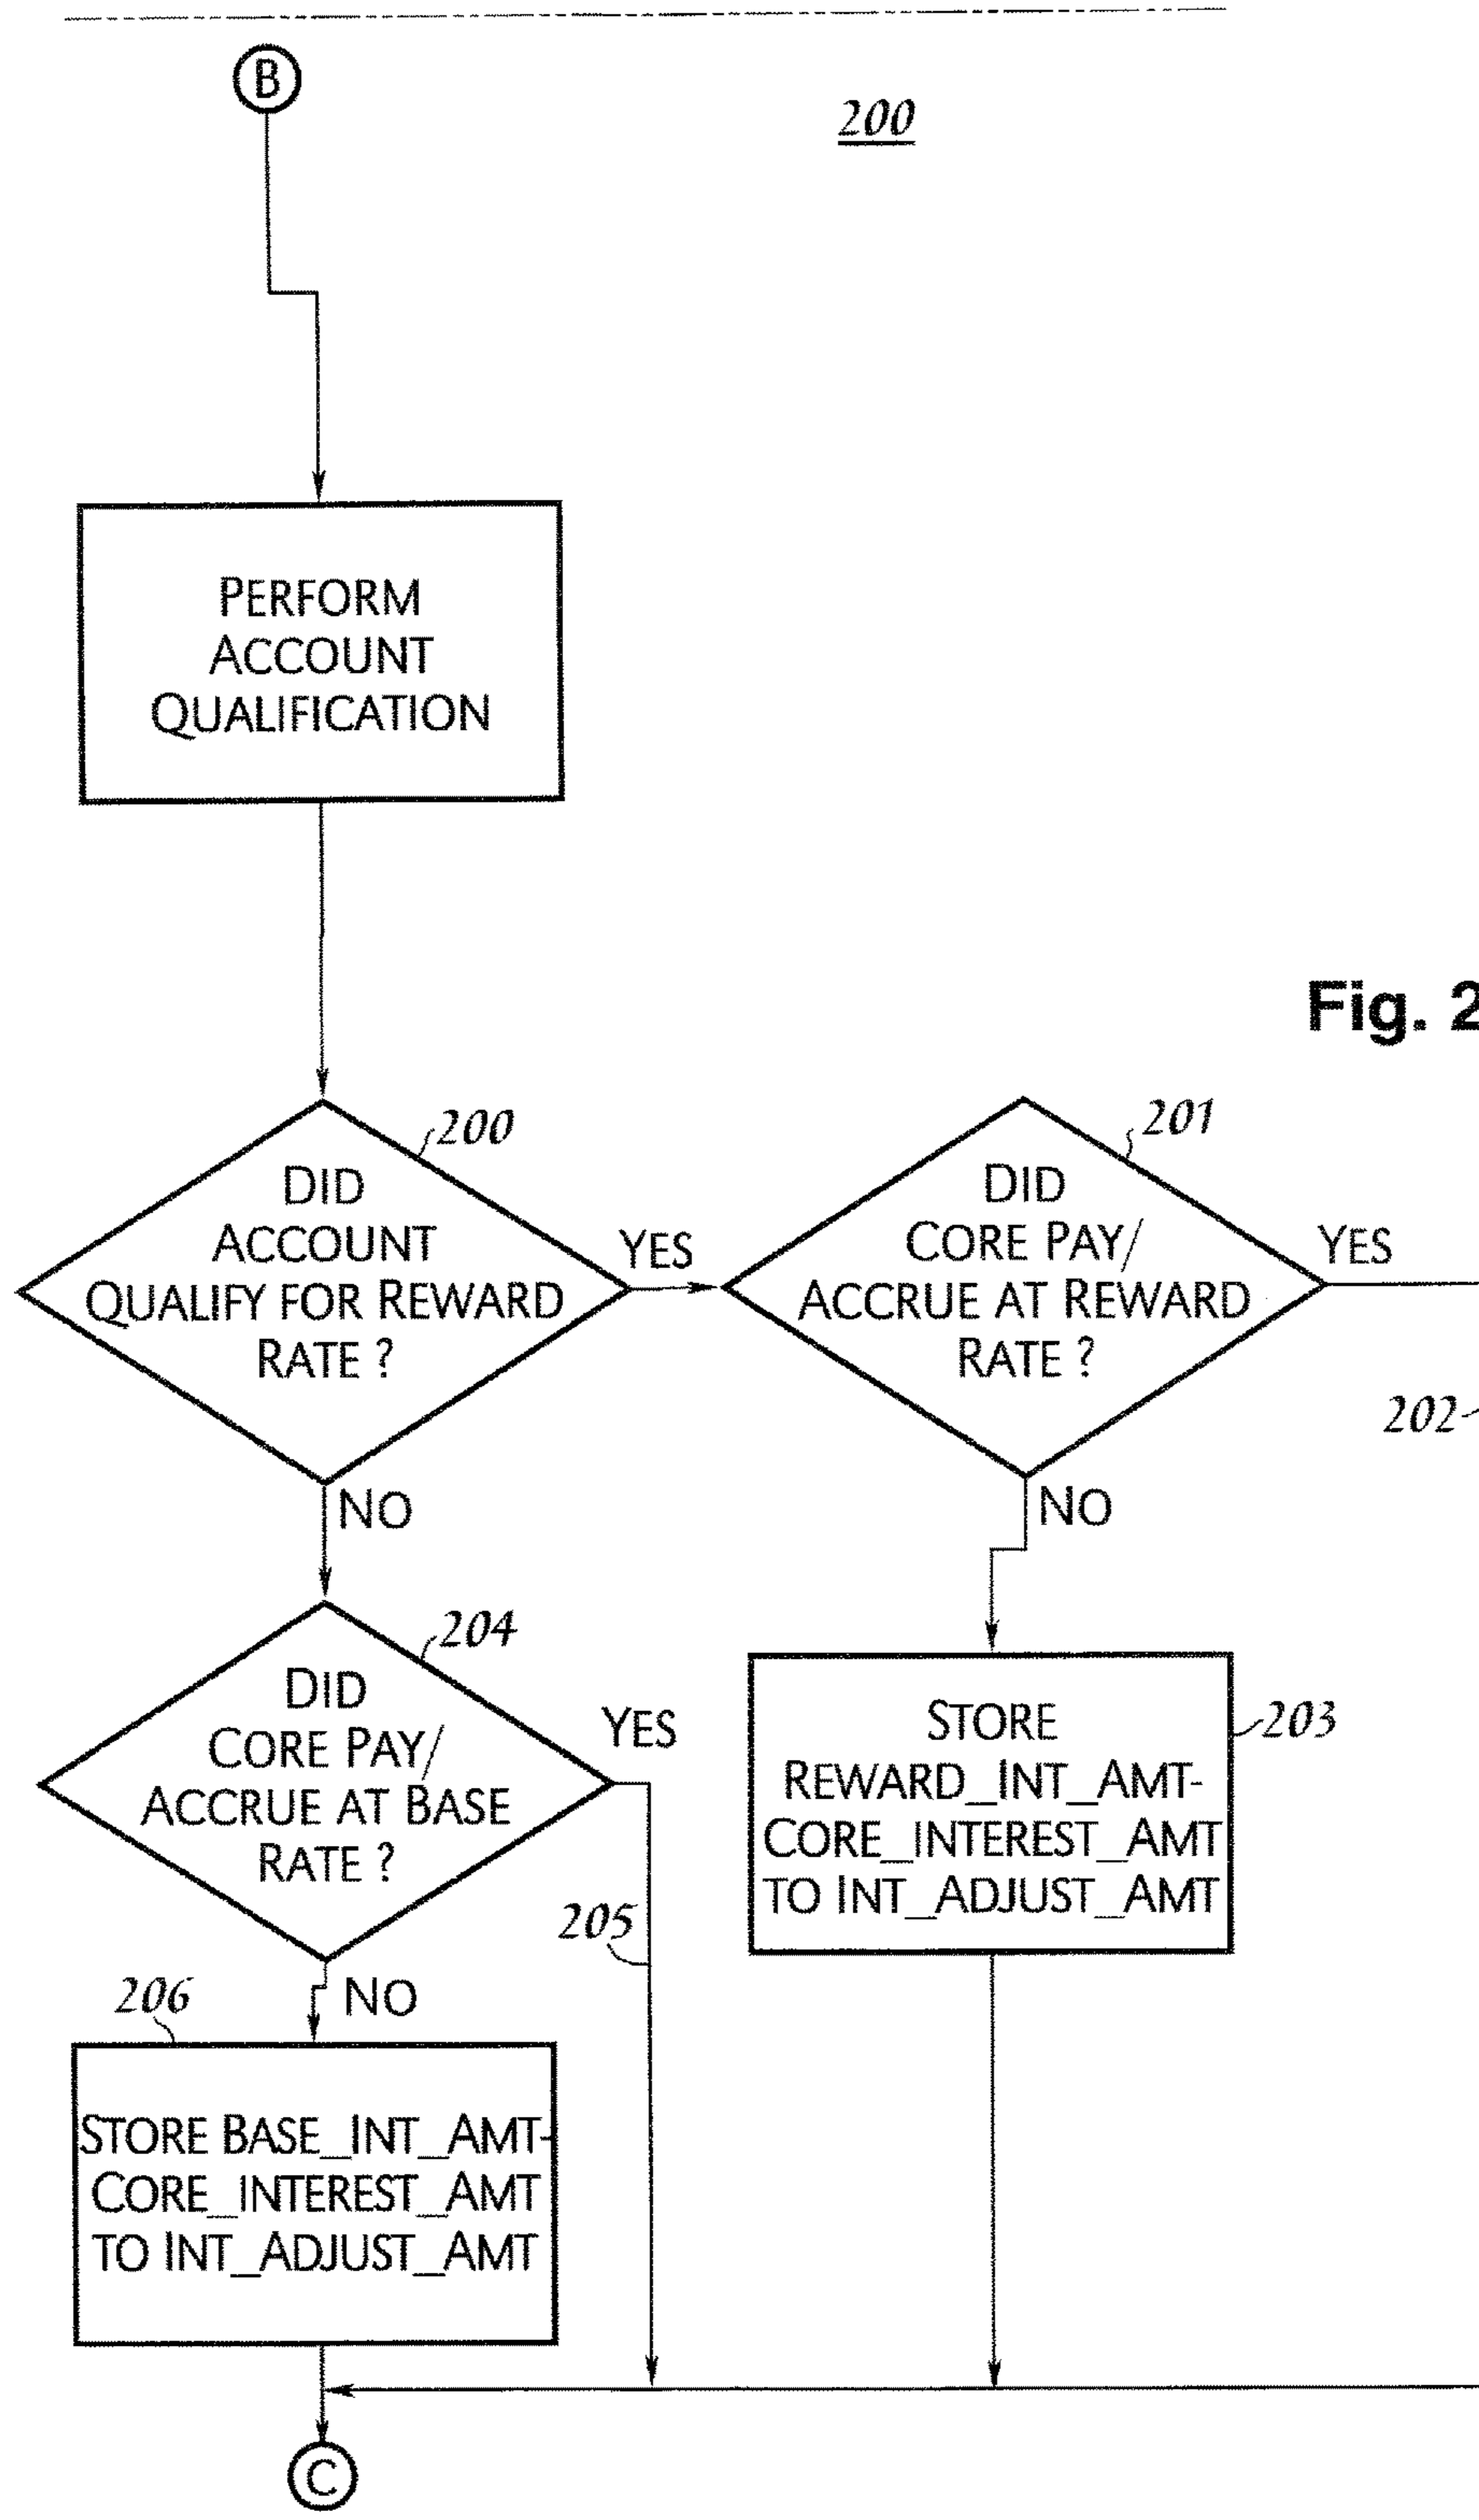 B
200
PERFORM
ACCOUNT
QUALIFICATION
Fig. 2
200
DID
ACCOUNT
QUALIFY FOR REWARD
RATE ?
YES
NO
201
DID
CORE PAY/
ACCRUE AT REWARD
RATE ?
YES
NO
202
204
DID
CORE PAY/
ACCRUE AT BASE
RATE ?
YES
NO
205
203
STORE
REWARD_INT_AMT-
CORE_INTEREST_AMT
TO INT_ADJUST_AMT
206
STORE BASE_INT_AMT-
CORE_INTEREST_AMT
TO INT_ADJUST_AMT
C